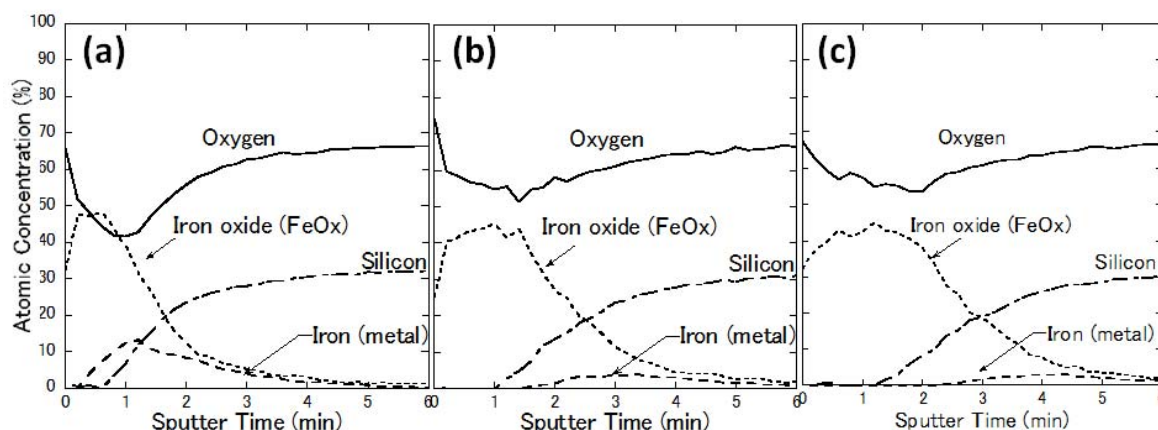 (a)
(b)
(c)
Atomic Concentration (%)
100
90
80
70
60
50
40
30
20
10
0
Oxygen
Iron oxide (FeOx)
Silicon
Iron (metal)
0 1 2 3 4 5 6
Sputter Time (min)
Oxygen
Iron oxide (FeOx)
Silicon
Iron (metal)
0 1 2 3 4 5 6
Sputter Time (min)
Oxygen
Iron oxide (FeOx)
Silicon
Iron (metal)
0 1 2 3 4 5
Sputter Time (min)